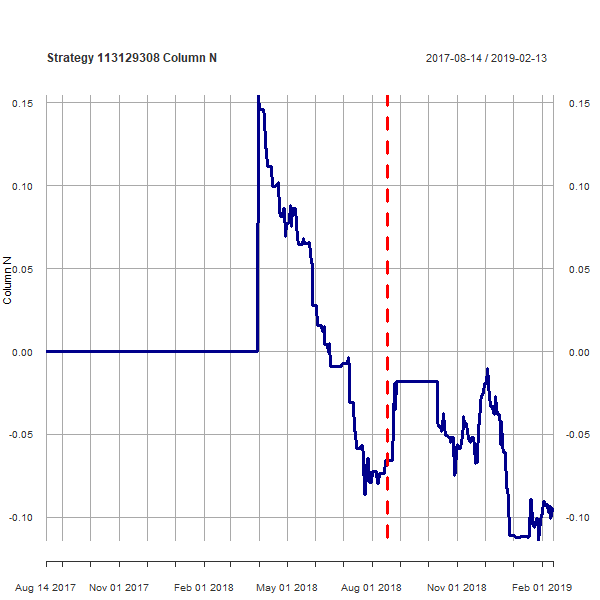 Strategy 113129308 Column N 2017-08-14 / 2019-02-13
0.15 0.15
0.10 0.10
0.05 0.05
0.00 0.00
-0.05 -0.05
-0.10 -0.10
Column N
Aug 14 2017 Nov 01 2017 Feb 01 2018 May 01 2018 Aug 01 2018 Nov 01 2018 Feb 01 2019